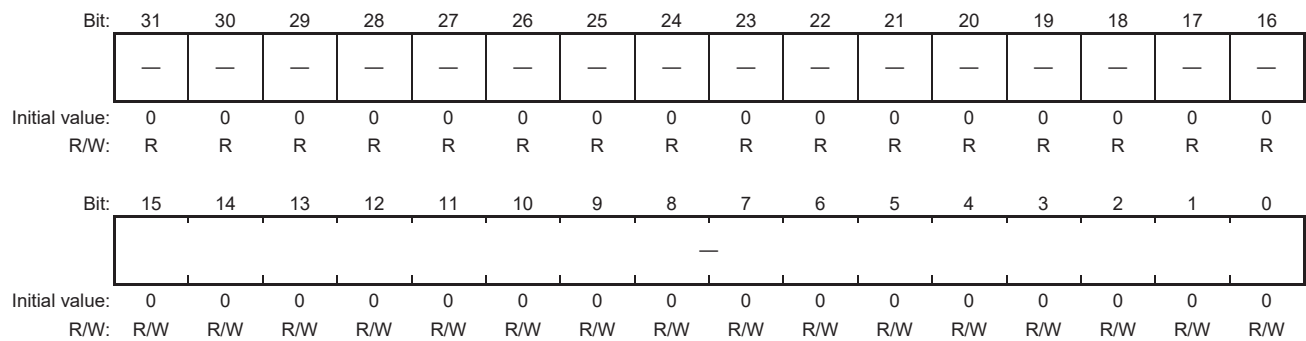 Bit: 31 30 29 28 27 26 25 24 23 22 21 20 19 18 17 16
— — — — — — — — — — — — — — — —
Initial value: 0 0 0 0 0 0 0 0 0 0 0 0 0 0 0 0
R/W: R R R R R R R R R R R R R R R R
Bit: 15 14 13 12 11 10 9 8 7 6 5 4 3 2 1 0
—
Initial value: 0 0 0 0 0 0 0 0 0 0 0 0 0 0 0 0
R/W: R/W R/W R/W R/W R/W R/W R/W R/W R/W R/W R/W R/W R/W R/W R/W R/W